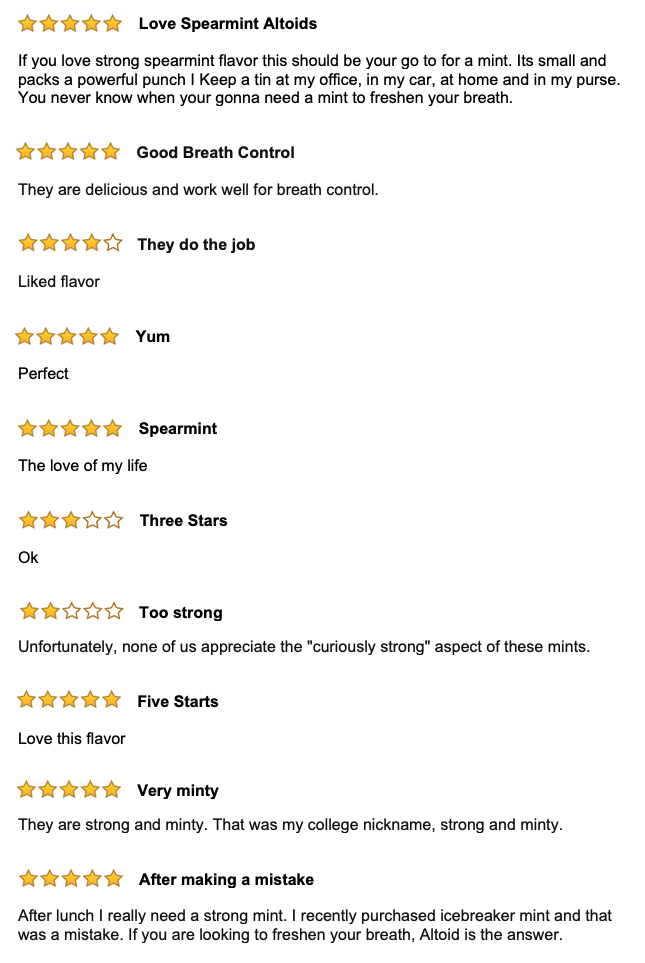 Love Spearmint Altoids
If you love strong spearmint flavor this should be your go to for a mint. Its small and
packs a powerful punch I Keep a tin at my office, in my car, at home and in my purse.
You never know when your gonna need a mint to freshen your breath.
Good Breath Control
They are delicious and work well for breath control.
They do the job
Liked flavor
Yum
Perfect
Spearmint
The love of my life
Three Stars
Ok
Too strong
Unfortunately, none of us appreciate the "curiously strong" aspect of these mints.
Five Starts
Love this flavor
Very minty
They are strong and minty. That was my college nickname, strong and minty.
After making a mistake
After lunch I really need a strong mint. I recently purchased icebreaker mint and that
was a mistake. If you are looking to freshen your breath, Altoid is the answer.